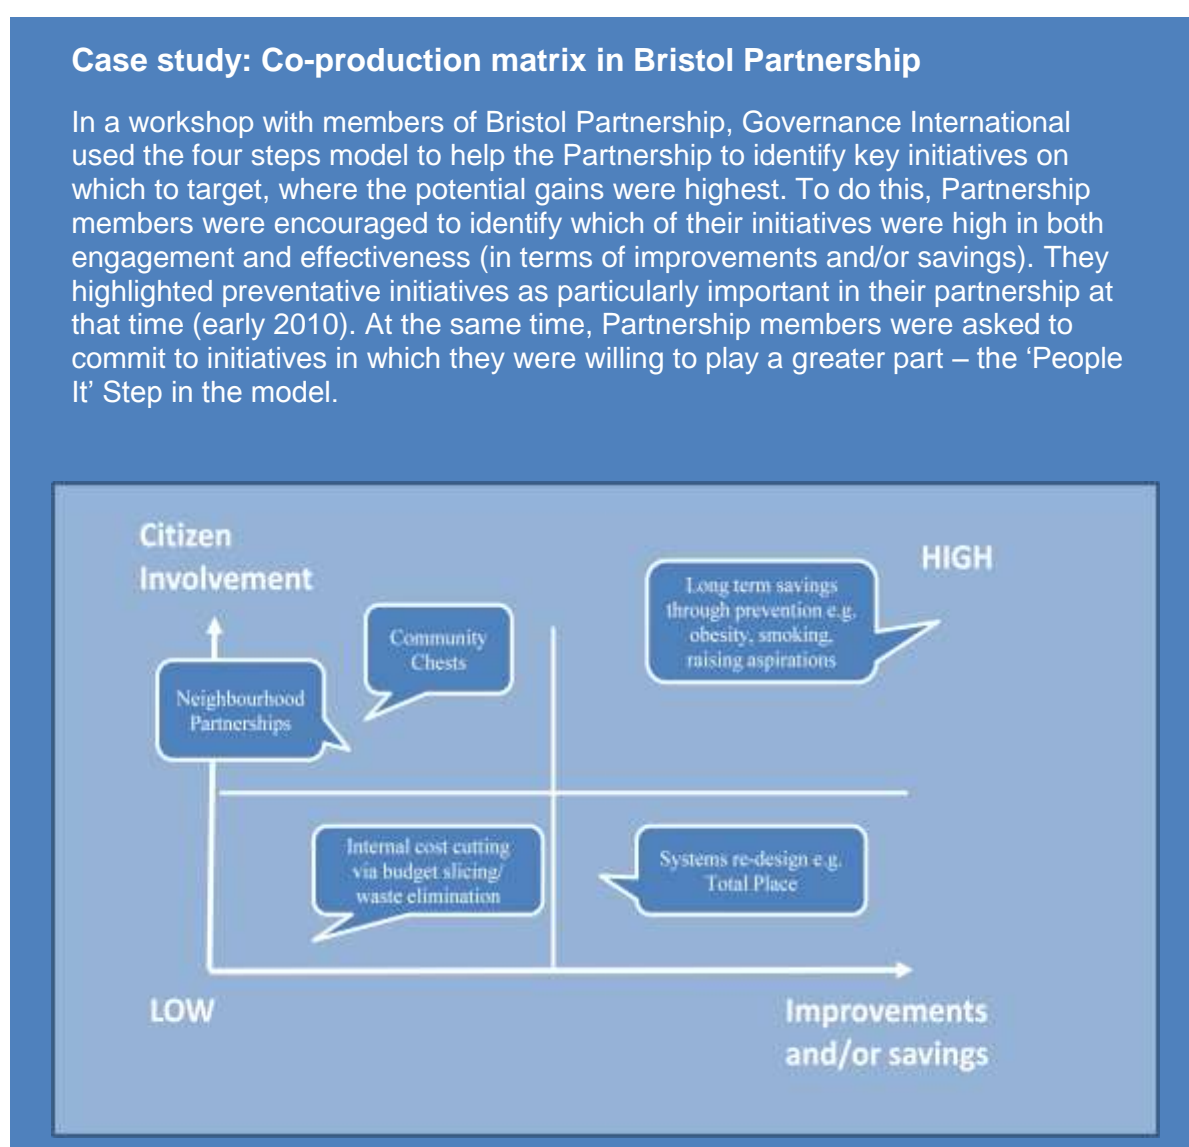 Case study: Co-production matrix in Bristol Partnership
In a workshop with members of Bristol Partnership, Governance International
used the four steps model to help the Partnership to identify key initiatives on
which to target, where the potential gains were highest. To do this, Partnership
members were encouraged to identify which of their initiatives were high in both
engagement and effectiveness (in terms of improvements and/or savings). They
highlighted preventative initiatives as particularly important in their partnership at
that time (early 2010). At the same time, Partnership members were asked to
commit to initiatives in which they were willing to play a greater part – the ‘People
It’ Step in the model.
Citizen
Involvement
HIGH
Long term savings
through prevention e.g.
obesity, smoking,
raising aspirations
Community
Chests
Neighbourhood
Partnerships
Internal cost cutting
via budget slicing/
waste elimination
Systems re-design e.g.
Total Place
LOW
Improvements
and/or savings